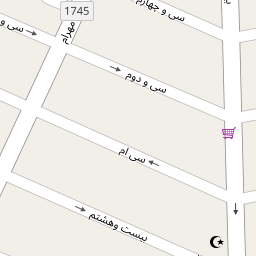 سی و چهارم
1745
مهرام
سی و
سی و دوم
سی ام
بیست وهشتم